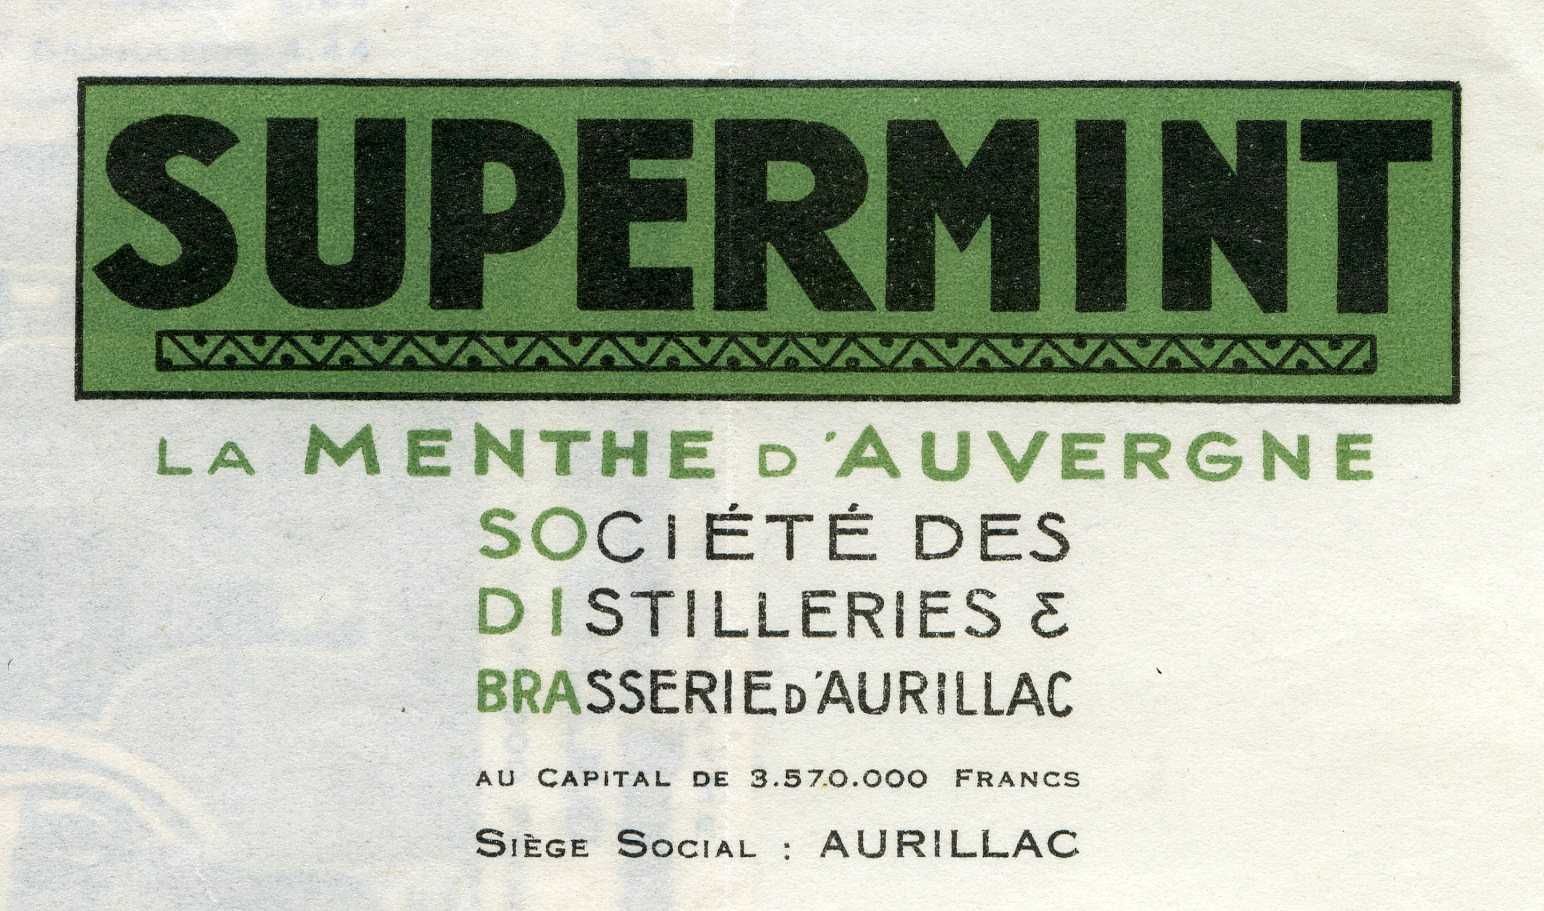 SUPERMINT
LA MENTHE D'AUVERGNE
SOCIÉTÉ DES
DISTILLERIES &
BRASSERIE D'AURILLAC
AU CAPITAL DE 3.570.000 FRANCS
SIÈGE SOCIAL : AURILLAC